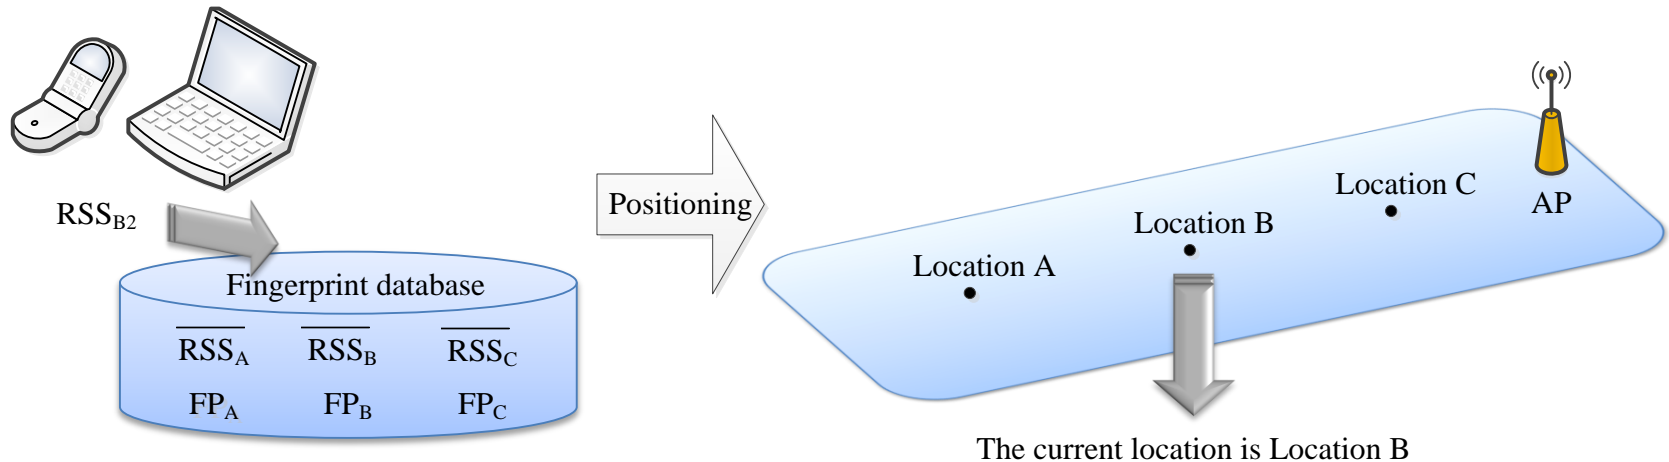 RSSB2
Fingerprint database
RSSA RSSB RSSC
FPA FPB FPC
Positioning
Location A
Location B
Location C
AP
The current location is Location B